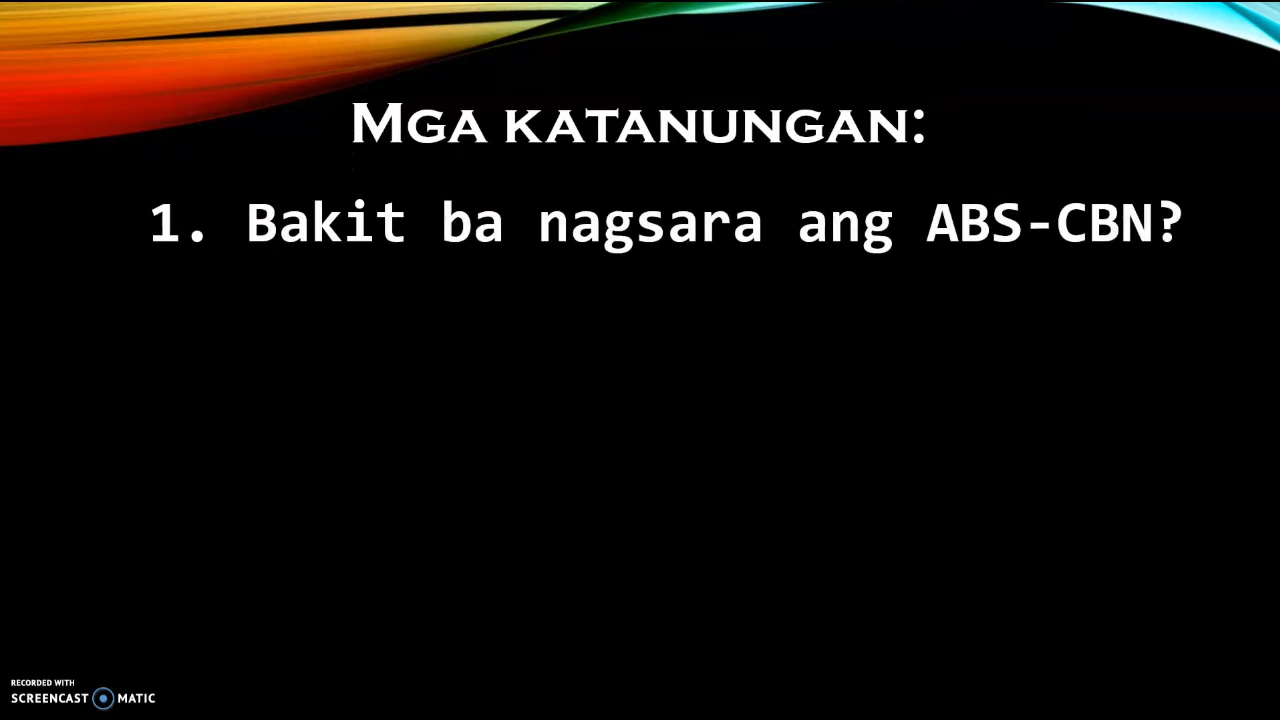 Mga katanungan:
1. Bakit ba nagsara ang ABS-CBN?
RECORDED WITH
SCREENCAST MATIC